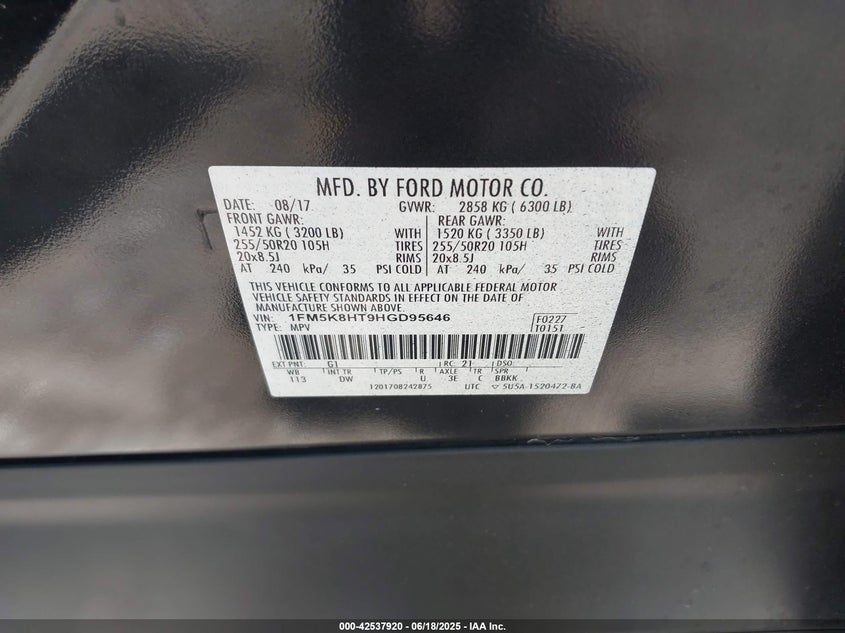 MFD. BY FORD MOTOR CO.
DATE: 08/17 GVWR: 2858 KG ( 6300 LB)
FRONT GAWR: REAR GAWR:
1452 KG ( 3200 LB) WITH 1520 KG ( 3350 LB) WITH
255/50R20 105H TIRES 255/50R20 105H TIRES
20x8.5J RIMS 20x8.5J RIMS
AT 240 kPa/ 35 PSI COLD AT 240 kPa/ 35 PSI COLD
THIS VEHICLE CONFORMS TO ALL APPLICABLE FEDERAL MOTOR
VEHICLE SAFETY STANDARDS IN EFFECT ON THE DATE OF
MANUFACTURE SHOWN ABOVE.
VIN: 1FM5K8HT9HGD95646 F0227
TYPE: MPV T0151
EXT PNT: G1 RC: 21 DSO:
WB INT TR TP/PS R AXLE TR SPR
113 DW U 3E C BBKK
1201708242875 UTC 5U5A-1520472-BA
000-42537920 - 06/18/2025 - IAA Inc.